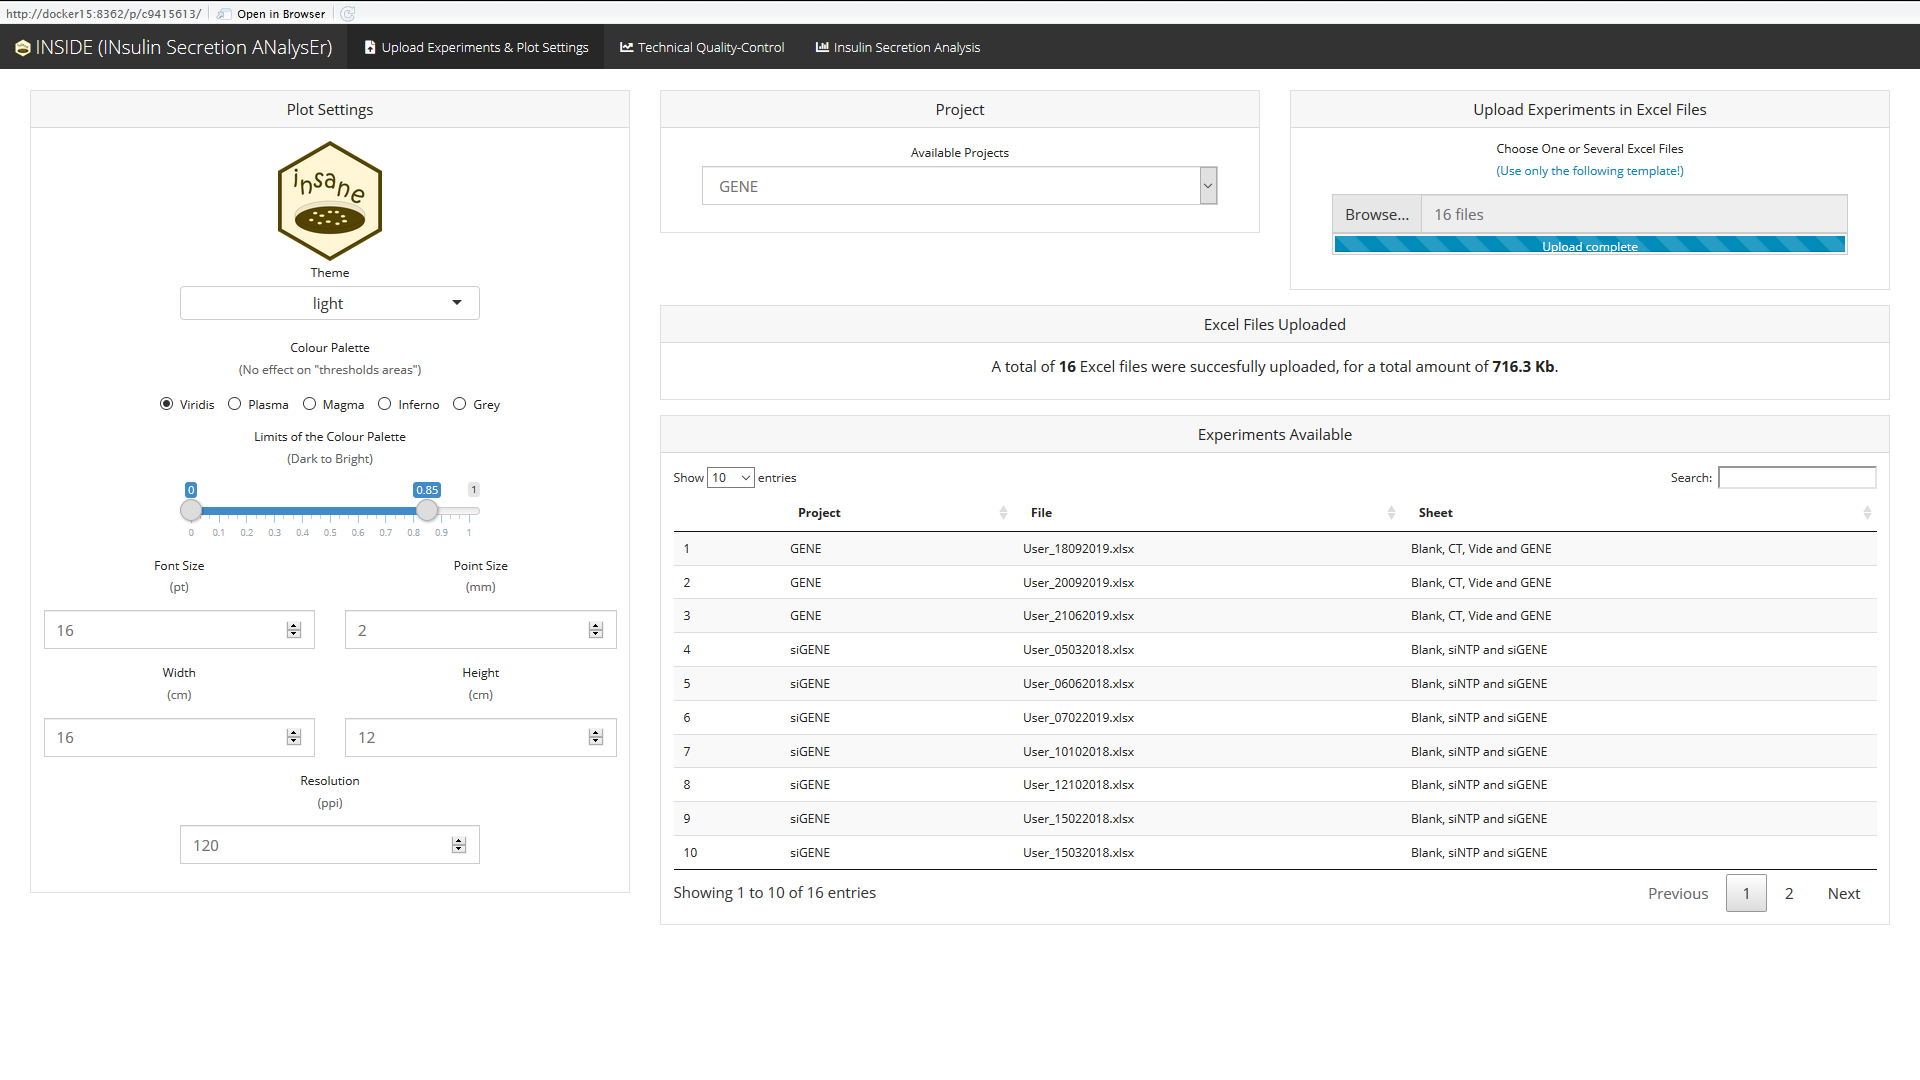 http://docker15:8362/p/c9415613/ Open in Browser
INSIDE (INsulin Secretion ANalysEr) Upload Experiments & Plot Settings Technical Quality-Control Insulin Secretion Analysis
Plot Settings
insane
Theme
light
Colour Palette
(No effect on "thresholds areas")
Viridis Plasma Magma Inferno Grey
Limits of the Colour Palette
(Dark to Bright)
0 0.85 1
0 0.1 0.2 0.3 0.4 0.5 0.6 0.7 0.8 0.9 1
Font Size Point Size
(pt) (mm)
16 2
Width Height
(cm) (cm)
16 12
Resolution
(ppi)
120
Project
Available Projects
GENE
Upload Experiments in Excel Files
Choose One or Several Excel Files
(Use only the following template!)
Browse... 16 files
Upload complete
Excel Files Uploaded
A total of 16 Excel files were succesfully uploaded, for a total amount of 716.3 Kb.
Experiments Available
Show 10 entries Search:
Project File Sheet
1 GENE User_18092019.xlsx Blank, CT, Vide and GENE
2 GENE User_20092019.xlsx Blank, CT, Vide and GENE
3 GENE User_21062019.xlsx Blank, CT, Vide and GENE
4 siGENE User_05032018.xlsx Blank, siNTP and siGENE
5 siGENE User_06062018.xlsx Blank, siNTP and siGENE
6 siGENE User_07022019.xlsx Blank, siNTP and siGENE
7 siGENE User_10102018.xlsx Blank, siNTP and siGENE
8 siGENE User_12102018.xlsx Blank, siNTP and siGENE
9 siGENE User_15022018.xlsx Blank, siNTP and siGENE
10 siGENE User_15032018.xlsx Blank, siNTP and siGENE
Showing 1 to 10 of 16 entries Previous 1 2 Next